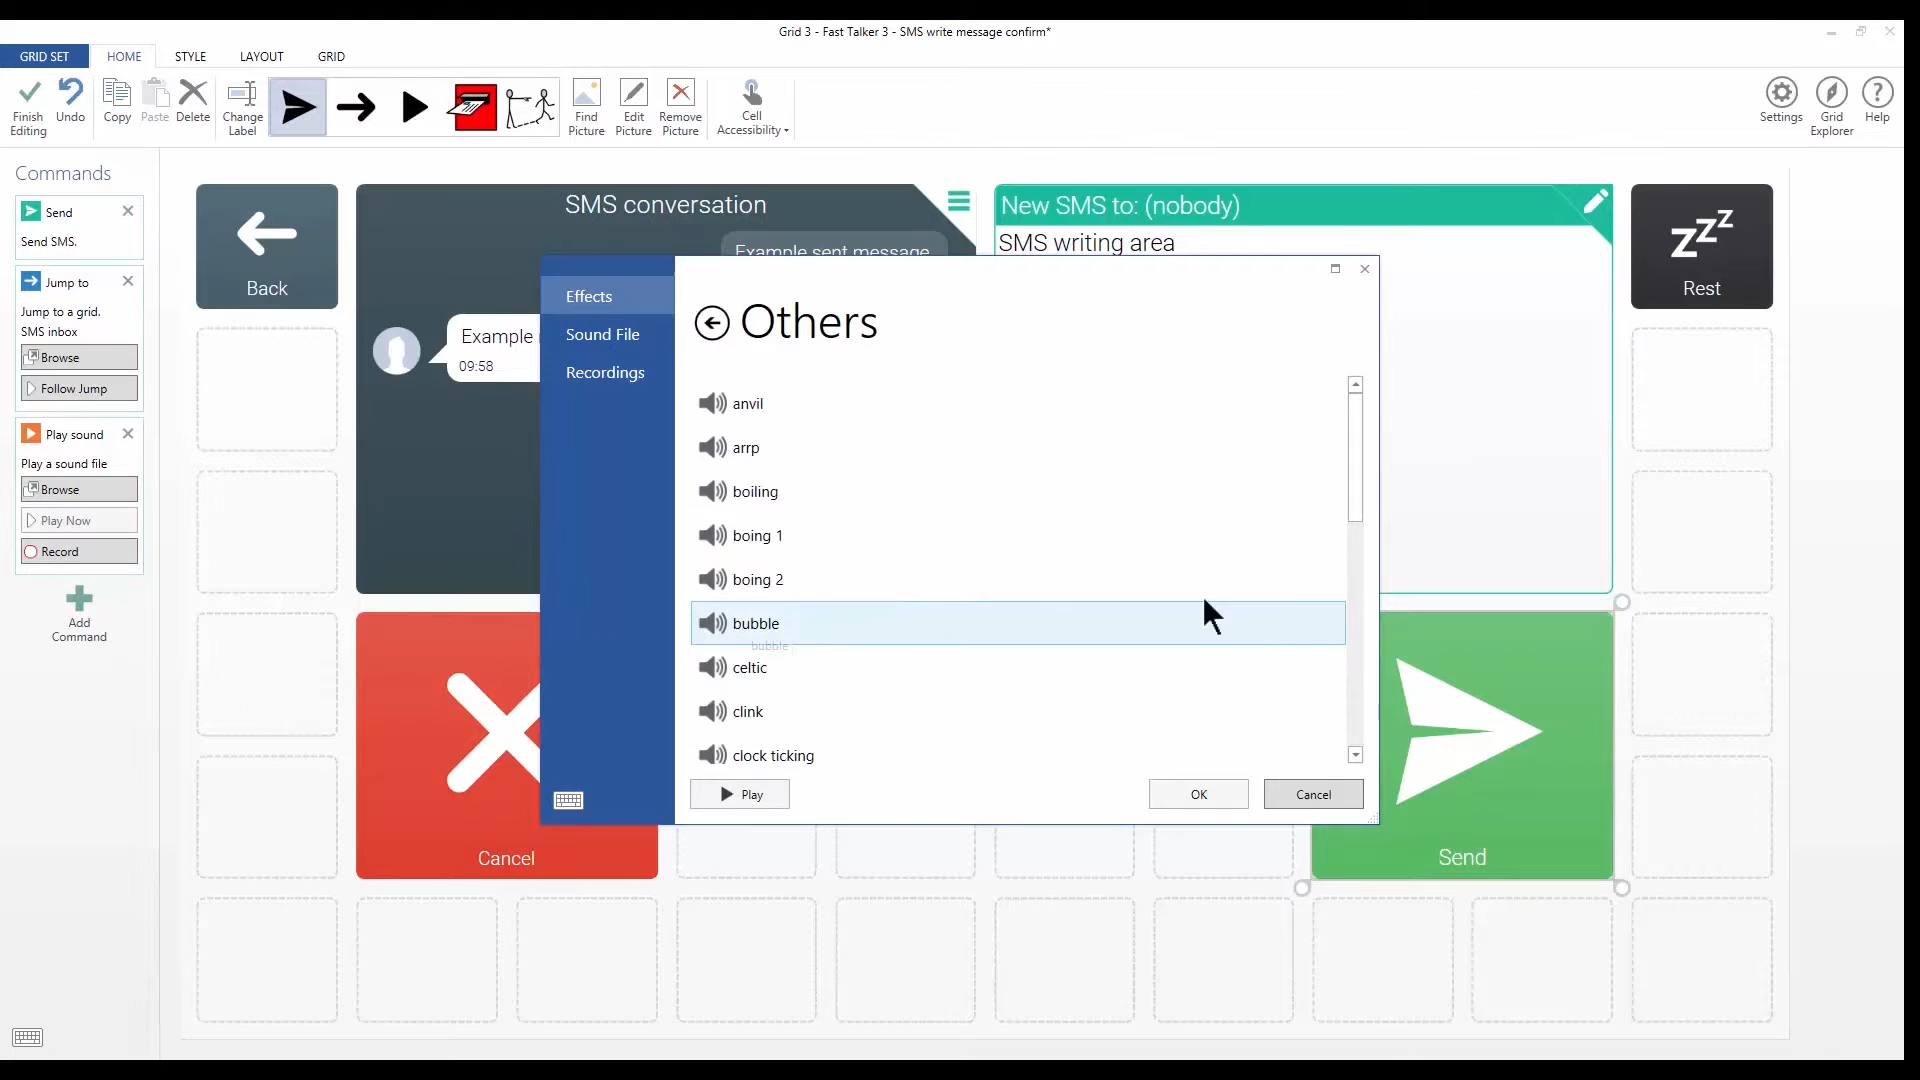 Grid 3 - Fast Talker 3 - SMS write message confirm*
GRID SET
HOME
STYLE
LAYOUT
GRID
Finish
Editing
Undo
Copy
Paste
Delete
Change
Label
Find
Picture
Edit
Picture
Remove
Picture
Cell
Accessibility
Settings
Grid
Explorer
Help
Commands
Send
Send SMS.
Jump to
Jump to a grid.
SMS inbox
Browse
Follow Jump
Play sound
Play a sound file
Browse
Play Now
Record
Add
Command
Back
SMS conversation
Example sent message
Example
09:58
New SMS to: (nobody)
SMS writing area
zzz
Rest
Effects
Sound File
Recordings
Others
anvil
arrp
boiling
boing 1
boing 2
bubble
bubble
celtic
clink
clock ticking
Play
OK
Cancel
Cancel
Send